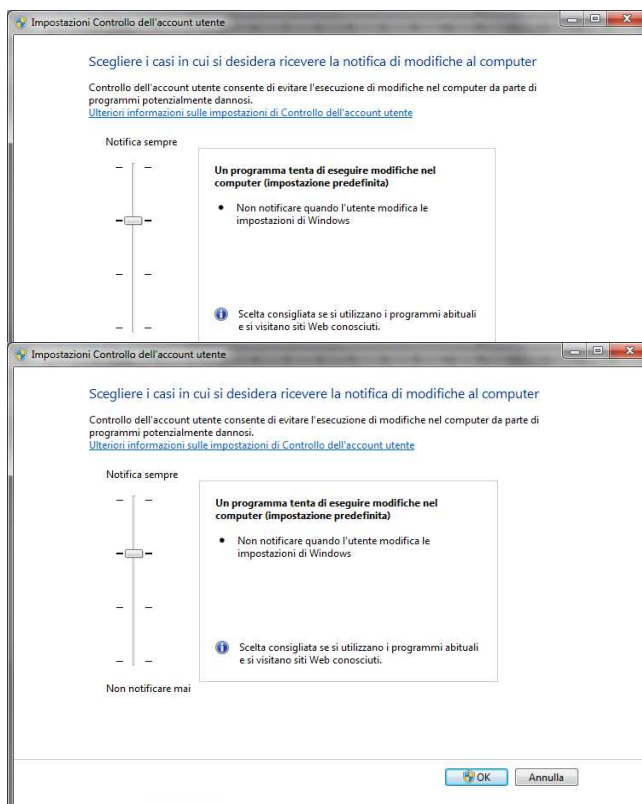 Impostazioni Controllo dell'account utente
Scegliere i casi in cui si desidera ricevere la notifica di modifiche al computer
Controllo dell'account utente consente di evitare l'esecuzione di modifiche nel computer da parte di
programmi potenzialmente dannosi.
Ulteriori informazioni sulle impostazioni di Controllo dell'account utente
Notifica sempre
Un programma tenta di eseguire modifiche nel
computer (impostazione predefinita)
• Non notificare quando l'utente modifica le
impostazioni di Windows
Scelta consigliata se si utilizzano i programmi abituali
e si visitano siti Web conosciuti.
Impostazioni Controllo dell'account utente
Scegliere i casi in cui si desidera ricevere la notifica di modifiche al computer
Controllo dell'account utente consente di evitare l'esecuzione di modifiche nel computer da parte di
programmi potenzialmente dannosi.
Ulteriori informazioni sulle impostazioni di Controllo dell'account utente
Notifica sempre
Un programma tenta di eseguire modifiche nel
computer (impostazione predefinita)
• Non notificare quando l'utente modifica le
impostazioni di Windows
Scelta consigliata se si utilizzano i programmi abituali
e si visitano siti Web conosciuti.
Non notificare mai
OK Annulla